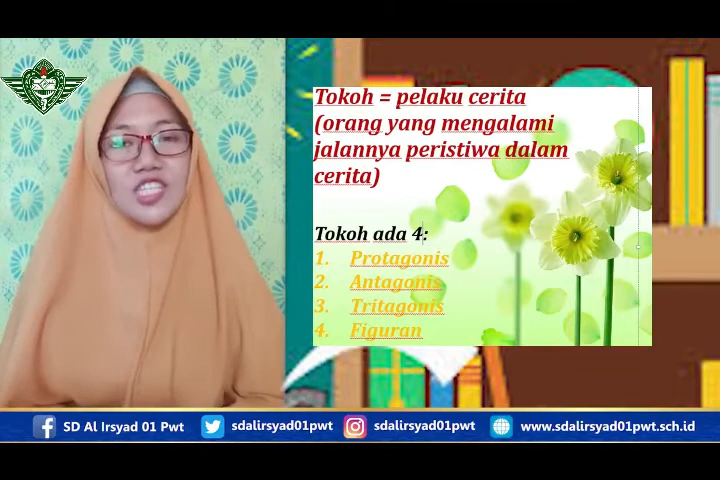 Tokoh = pelaku cerita
(orang yang mengalami
jalannya peristiwa dalam
cerita)
Tokoh ada 4:
1. Protagonis
2. Antagonis
3. Tritagonis
4. Figuran
SD Al Irsyad 01 Pwt
sdalirsyad01pwt
sdalirsyad01pwt
www.sdalirsyad01pwt.sch.id